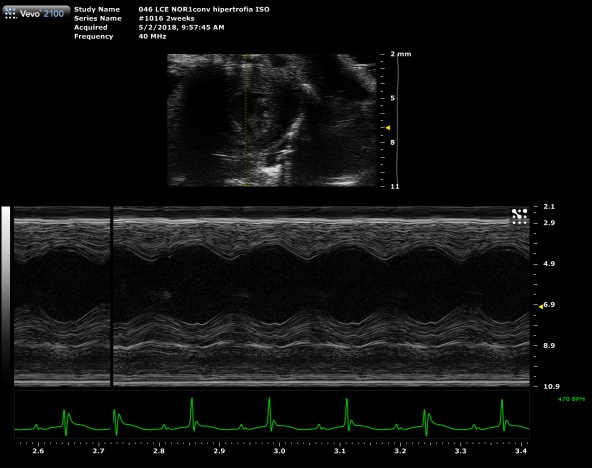 Vevo 2100
Study Name 046 LCE NOR1conv hipertrofia ISO
Series Name #1016 2weeks
Acquired 5/2/2018, 9:57:45 AM
Frequency 40 MHz
2 mm
5
8
11
2.1
2.9
4.9
6.9
8.9
10.9
470 BPM
2.6 2.7 2.8 2.9 3.0 3.1 3.2 3.3 3.4